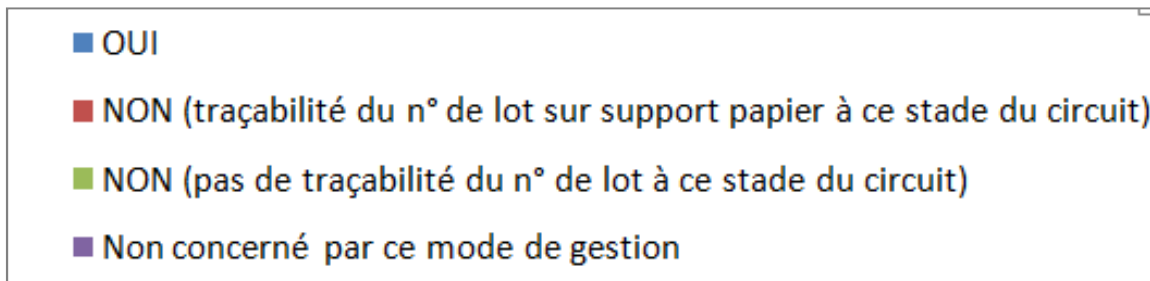 OUI
NON (traçabilité du n° de lot sur support papier à ce stade du circuit)
NON (pas de traçabilité du n° de lot à ce stade du circuit)
Non concerné par ce mode de gestion